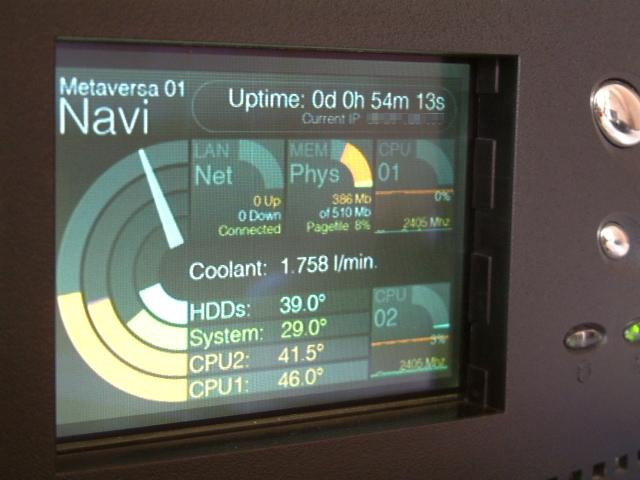 Metaversa 01
Navi
Uptime: 0d 0h 54m 13s
Current IP
LAN
Net
0 Up
0 Down
Connected
MEM
Phys
386 Mb
of 510 Mb
Pagefile 8%
CPU
01
0%
2405 Mhz
Coolant: 1.758 l/min.
HDDs: 39.0°
System: 29.0°
CPU2: 41.5°
CPU1: 46.0°
CPU
02
3%
2405 Mhz